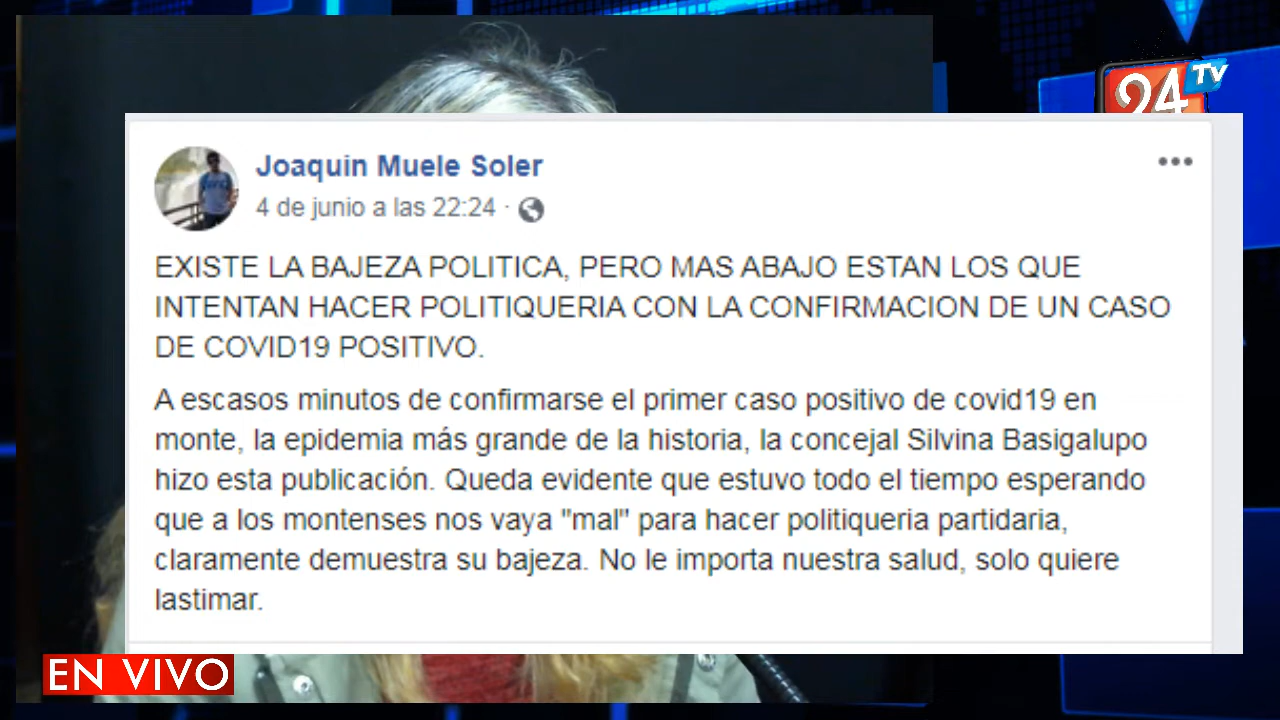 24 TV
Joaquin Muele Soler
4 de junio a las 22:24 ·
EXISTE LA BAJEZA POLITICA, PERO MAS ABAJO ESTAN LOS QUE
INTENTAN HACER POLITIQUERIA CON LA CONFIRMACION DE UN CASO
DE COVID19 POSITIVO.
A escasos minutos de confirmarse el primer caso positivo de covid19 en
monte, la epidemia más grande de la historia, la concejal Silvina Basigalupo
hizo esta publicación. Queda evidente que estuvo todo el tiempo esperando
que a los montenses nos vaya "mal" para hacer politiqueria partidaria,
claramente demuestra su bajeza. No le importa nuestra salud, solo quiere
lastimar.
EN VIVO